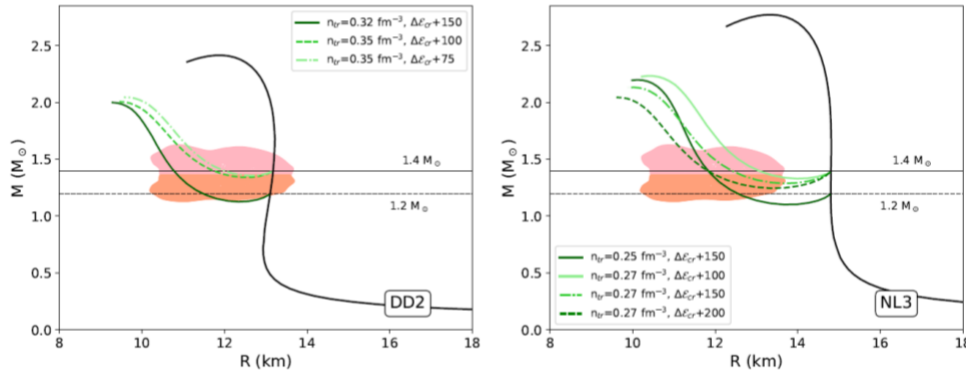 n_tr=0.32 fm⁻³, Δℰ_cr+150
n_tr=0.35 fm⁻³, Δℰ_cr+100
n_tr=0.35 fm⁻³, Δℰ_cr+75
2.5
2.0
1.5
1.0
0.5
0.0
M (M⊙)
1.4 M⊙
1.2 M⊙
DD2
8 10 12 14 16 18
R (km)
2.5
2.0
1.5
1.0
0.5
0.0
M (M⊙)
1.4 M⊙
1.2 M⊙
n_tr=0.25 fm⁻³, Δℰ_cr+150
n_tr=0.27 fm⁻³, Δℰ_cr+100
n_tr=0.27 fm⁻³, Δℰ_cr+150
n_tr=0.27 fm⁻³, Δℰ_cr+200
NL3
8 10 12 14 16 18
R (km)